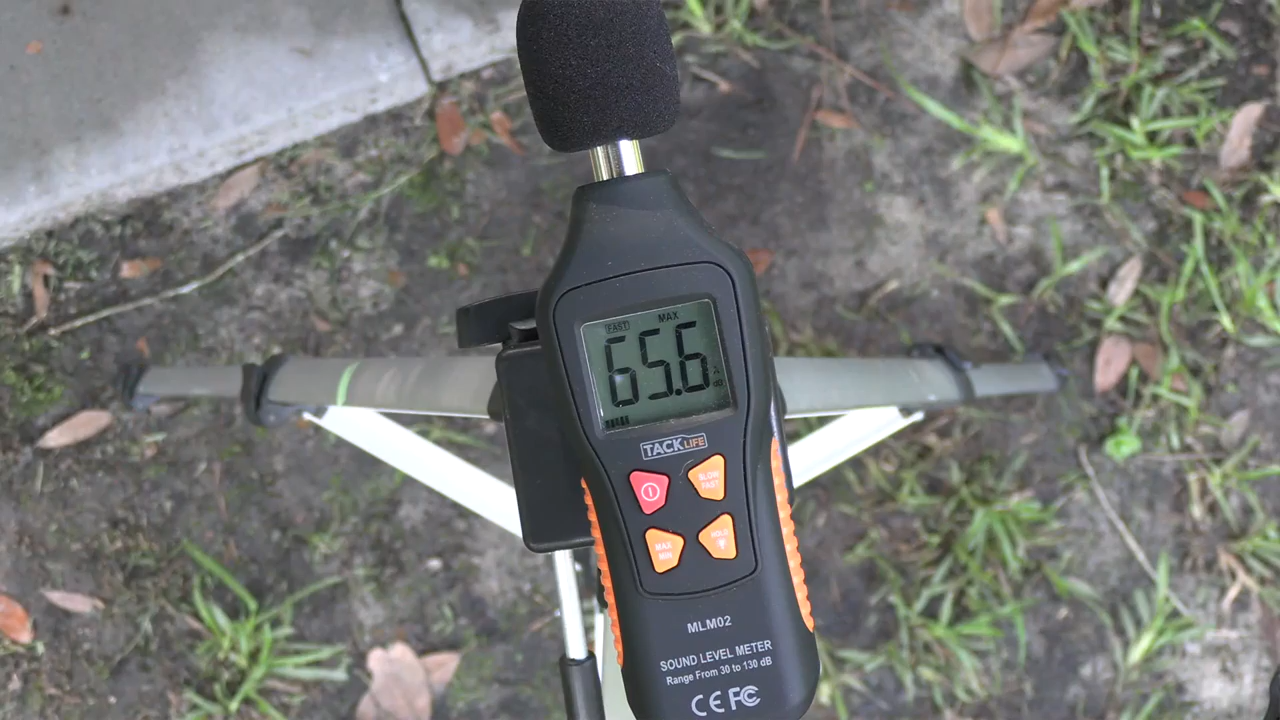 FAST MAX
65.6
A
dB
TACKLIFE
SLOW
FAST
MAX
MIN
HOLD
MLM02
SOUND LEVEL METER
Range From 30 to 130 dB
CE FC